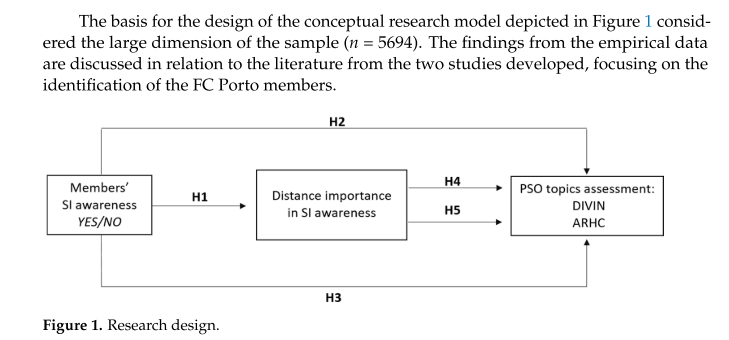 The basis for the design of the conceptual research model depicted in Figure 1 consid-
ered the large dimension of the sample (n = 5694). The findings from the empirical data
are discussed in relation to the literature from the two studies developed, focusing on the
identification of the FC Porto members.
H2
Members'
SI awareness
YES/NO
H1
Distance importance
in SI awareness
H4
H5
PSO topics assessment:
DIVIN
ARHC
H3
Figure 1. Research design.